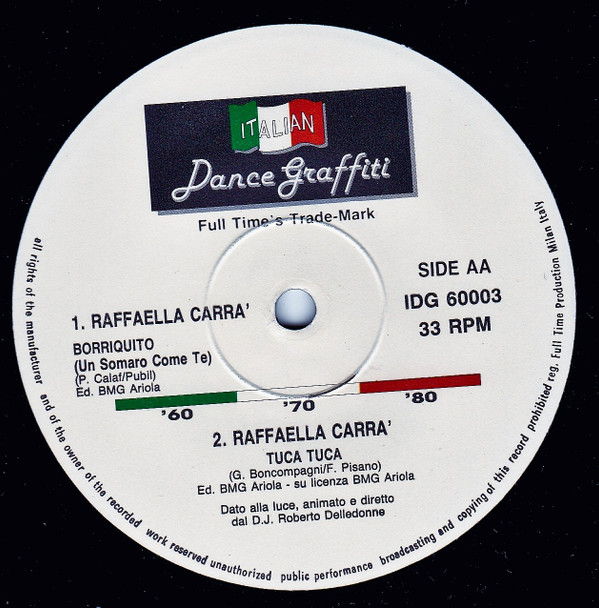 ITALIAN
Dance Graffiti
Full Time's Trade-Mark
SIDE AA
IDG 60003
33 RPM
1. RAFFAELLA CARRA'
BORRIQUITO
(Un Somaro Come Te)
(P. Calaf/Pubil)
Ed. BMG Ariola
'60
'70
'80
2. RAFFAELLA CARRA'
TUCA TUCA
(G. Boncompagni/F. Pisano)
Ed. BMG Ariola - su licenza BMG Ariola
Dato alla luce, animato e diretto
dal D.J. Roberto Delledonne
all rights of the manufacturer and of the owner of the recorded work reserved unauthorized public performance broadcasting and copying of this record prohibited reg. Full Time Production Milan Italy